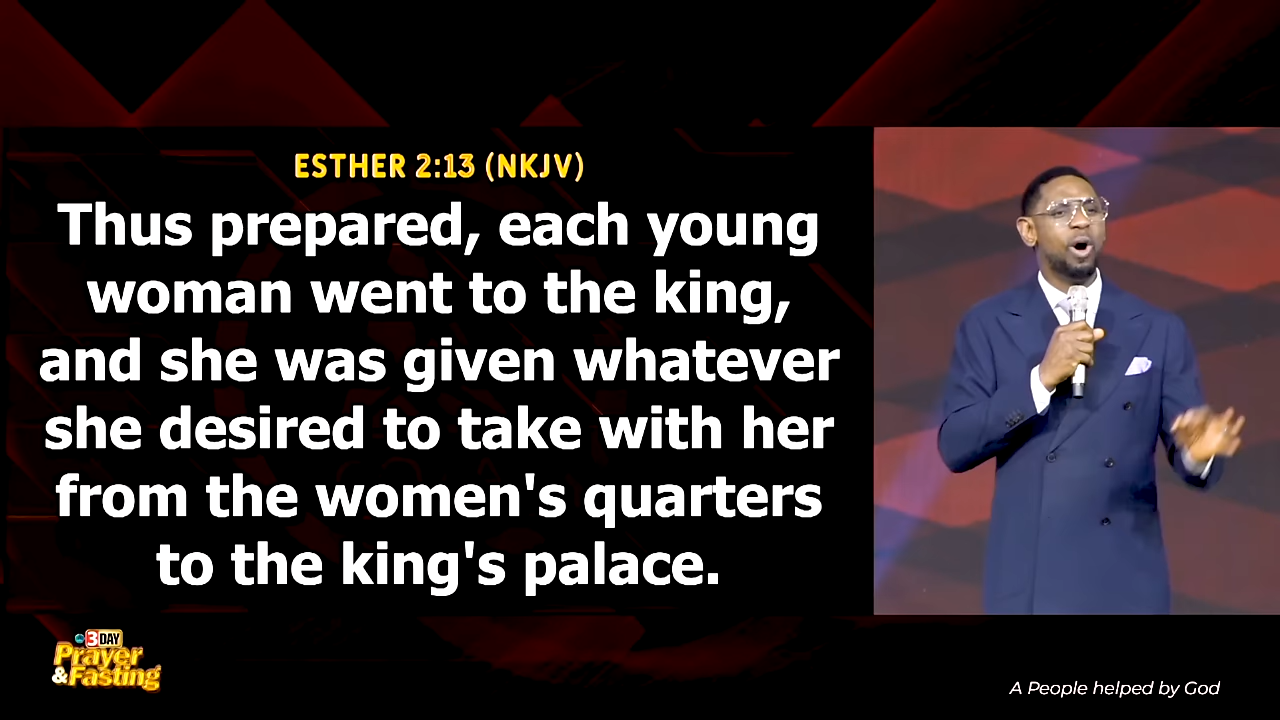 ESTHER 2:13 (NKJV)
Thus prepared, each young
woman went to the king,
and she was given whatever
she desired to take with her
from the women's quarters
to the king's palace.
3 DAY
Prayer
&Fasting
A People helped by God